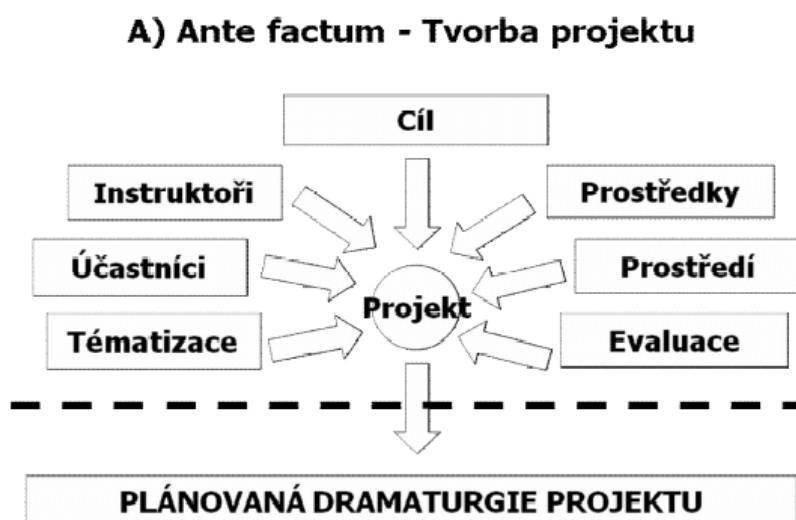 A) Ante factum - Tvorba projektu
Cíl
Instruktoři
Prostředky
Účastníci
Prostředí
Projekt
Tématizace
Evaluace
PLÁNOVANÁ DRAMATURGIE PROJEKTU